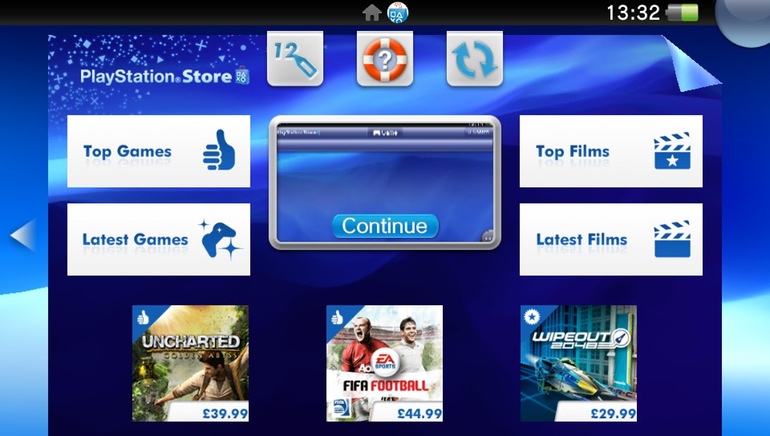 13:32
PlayStation®Store
12
?
Top Games
Latest Games
Continue
Top Films
Latest Films
UNCHARTED
GOLDEN ABYSS
£39.99
EA
SPORTS
FIFA FOOTBALL
£44.99
WIPEOUT
2048
£29.99